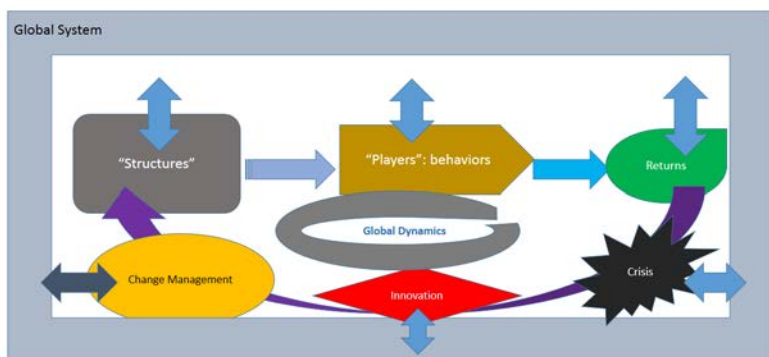 Global System
“Structures”
“Players”: behaviors
Returns
Global Dynamics
Change Management
Innovation
Crisis